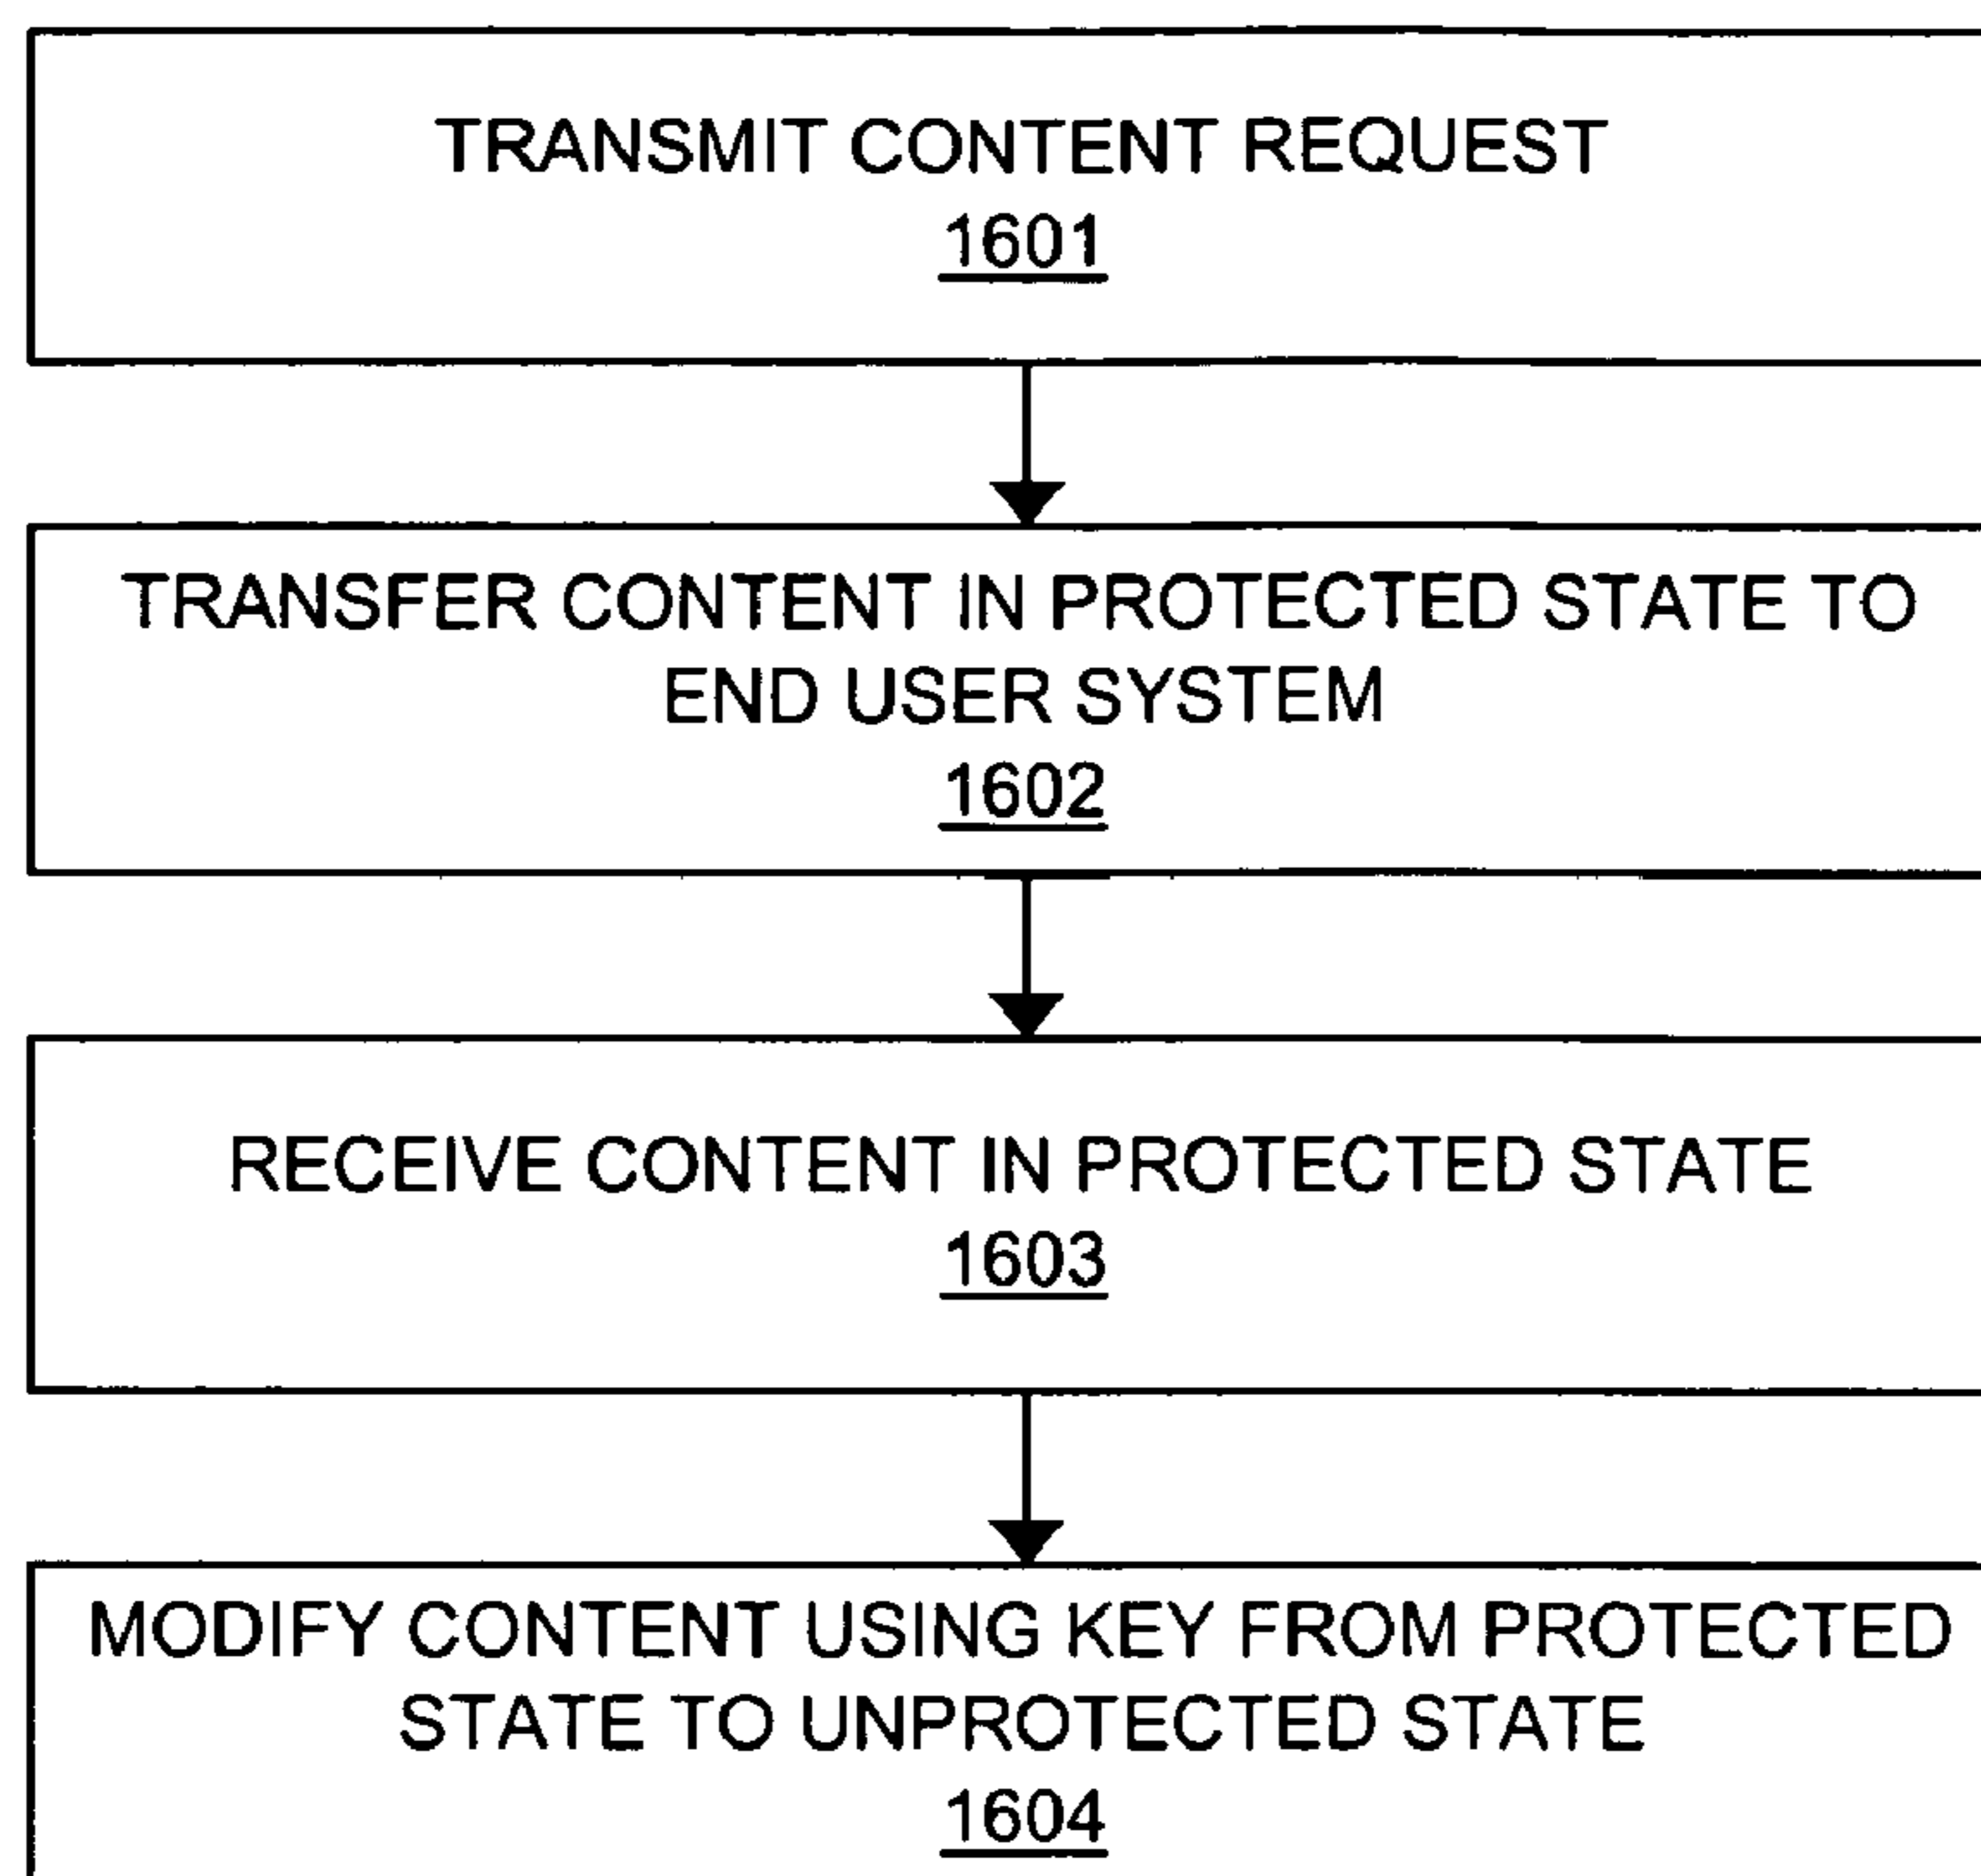 TRANSMIT CONTENT REQUEST
1601
TRANSFER CONTENT IN PROTECTED STATE TO
END USER SYSTEM
1602
RECEIVE CONTENT IN PROTECTED STATE
1603
MODIFY CONTENT USING KEY FROM PROTECTED
STATE TO UNPROTECTED STATE
1604